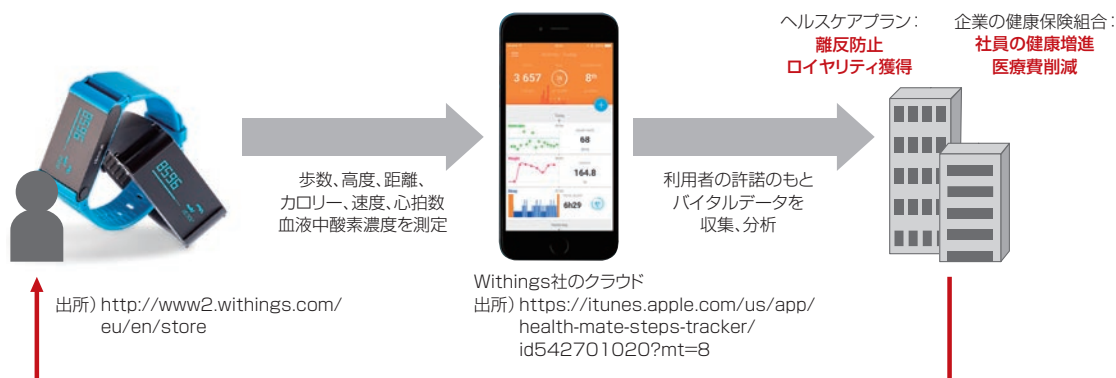 ヘルスケアプラン:
離反防止
ロイヤリティ獲得
企業の健康保険組合:
社員の健康増進
医療費削減
8596
8596
3 657
8th
68
164.8
6h29
歩数、高度、距離、
カロリー、速度、心拍数
血液中酸素濃度を測定
利用者の許諾のもと
バイタルデータを
収集、分析
出所）http://www2.withings.com/
eu/en/store
Withings社のクラウド
出所）https://itunes.apple.com/us/app/
health-mate-steps-tracker/
id542701020?mt=8